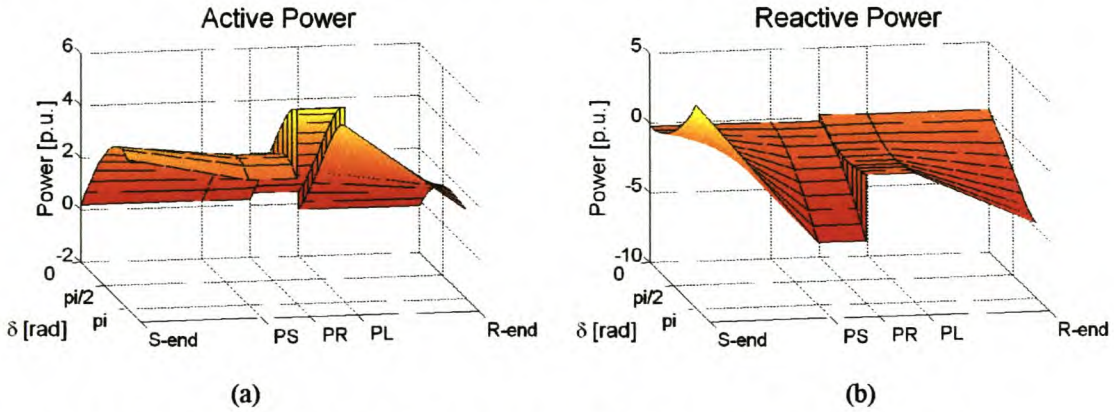 Active Power
6
4
2
0
-2
Power [p.u.]
0
pi/2
pi
δ [rad]
S-end
PS
PR
PL
R-end
(a)
Reactive Power
5
0
-5
-10
Power [p.u.]
0
pi/2
pi
δ [rad]
S-end
PS
PR
PL
R-end
(b)